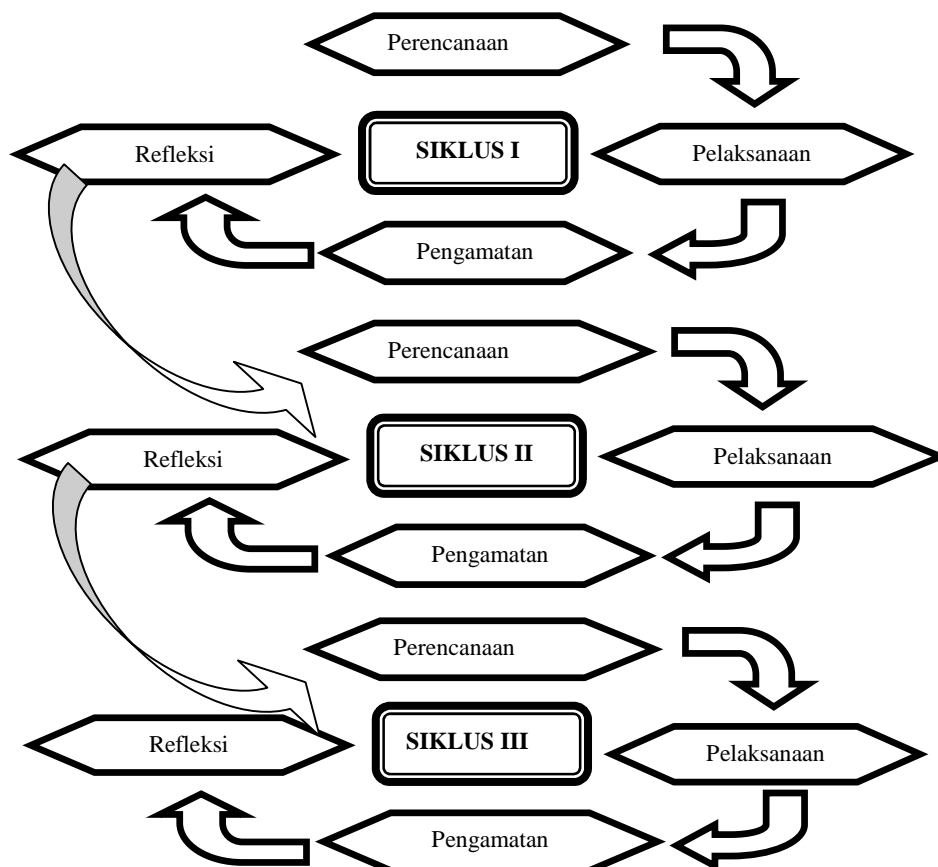 Perencanaan
Refleksi
SIKLUS I
Pelaksanaan
Pengamatan
Perencanaan
Refleksi
SIKLUS II
Pelaksanaan
Pengamatan
Perencanaan
Refleksi
SIKLUS III
Pelaksanaan
Pengamatan